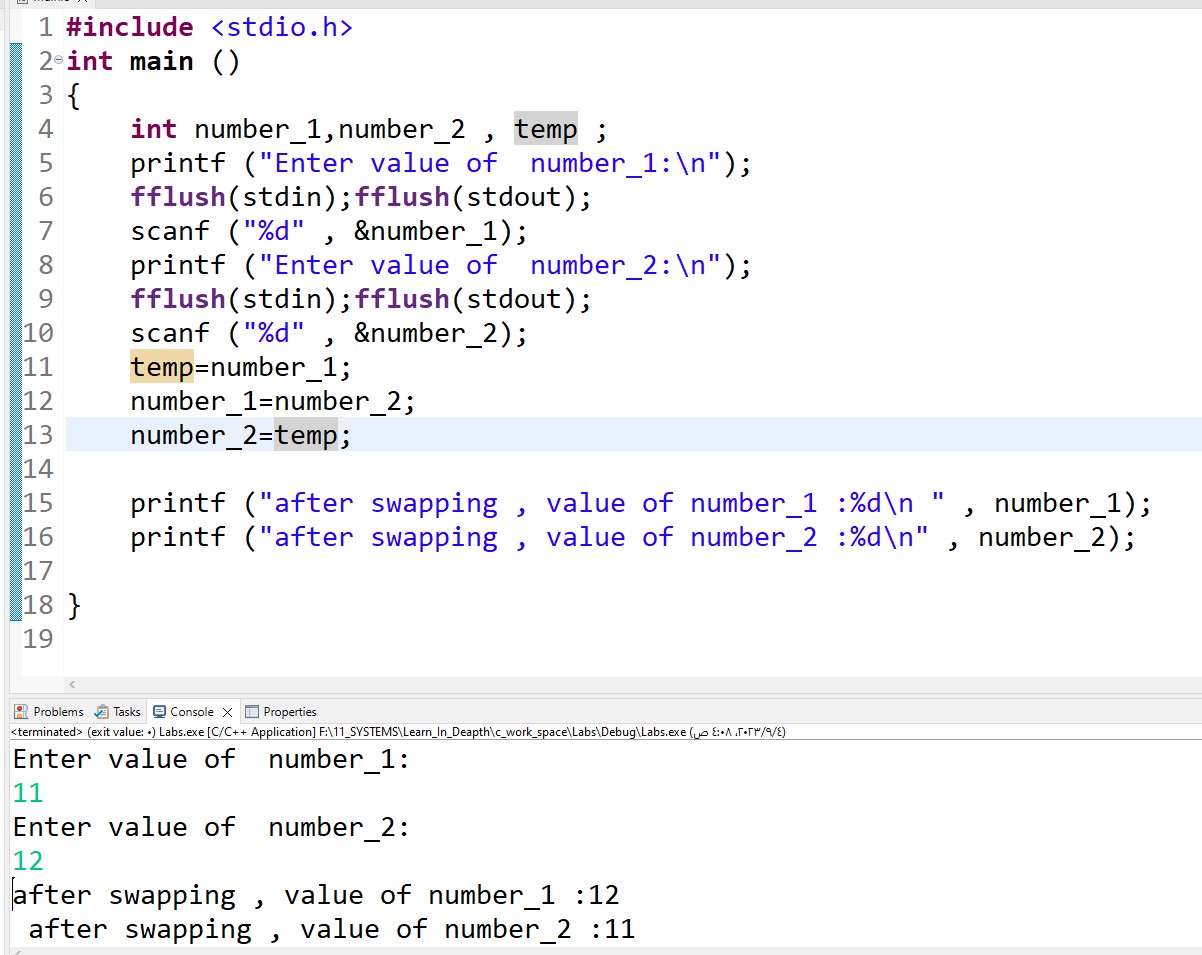 1 #include <stdio.h>
2 int main ()
3 {
4 int number_1,number_2 , temp ;
5 printf ("Enter value of  number_1:\n");
6 fflush(stdin);fflush(stdout);
7 scanf ("%d" , &number_1);
8 printf ("Enter value of  number_2:\n");
9 fflush(stdin);fflush(stdout);
10 scanf ("%d" , &number_2);
11 temp=number_1;
12 number_1=number_2;
13 number_2=temp;
14
15 printf ("after swapping , value of number_1 :%d\n " , number_1);
16 printf ("after swapping , value of number_2 :%d\n" , number_2);
17
18 }
19
Problems Tasks Console Properties
<terminated> (exit value: ٠) Labs.exe [C/C++ Application] F:\11_SYSTEMS\Learn_In_Deapth\c_work_space\Labs\Debug\Labs.exe (٢٠٢٣/٩/٤، ٤:٠٨ ص)
Enter value of  number_1:
11
Enter value of  number_2:
12
after swapping , value of number_1 :12
 after swapping , value of number_2 :11